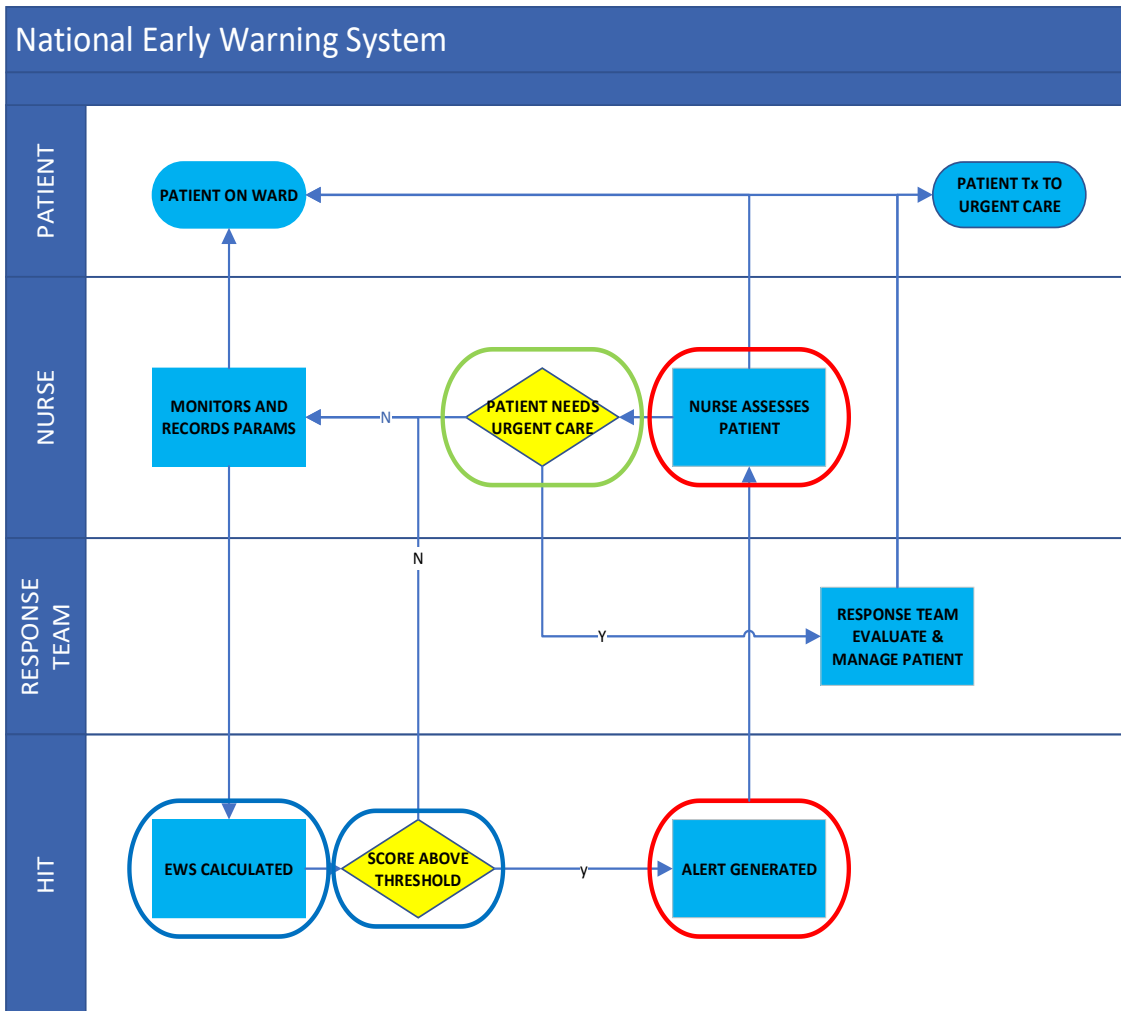 National Early Warning System
PATIENT
PATIENT ON WARD
PATIENT Tx TO
URGENT CARE
NURSE
MONITORS AND
RECORDS PARAMS
N
PATIENT NEEDS
URGENT CARE
NURSE ASSESSES
PATIENT
N
RESPONSE
TEAM
Y
RESPONSE TEAM
EVALUATE &
MANAGE PATIENT
HIT
EWS CALCULATED
SCORE ABOVE
THRESHOLD
y
ALERT GENERATED